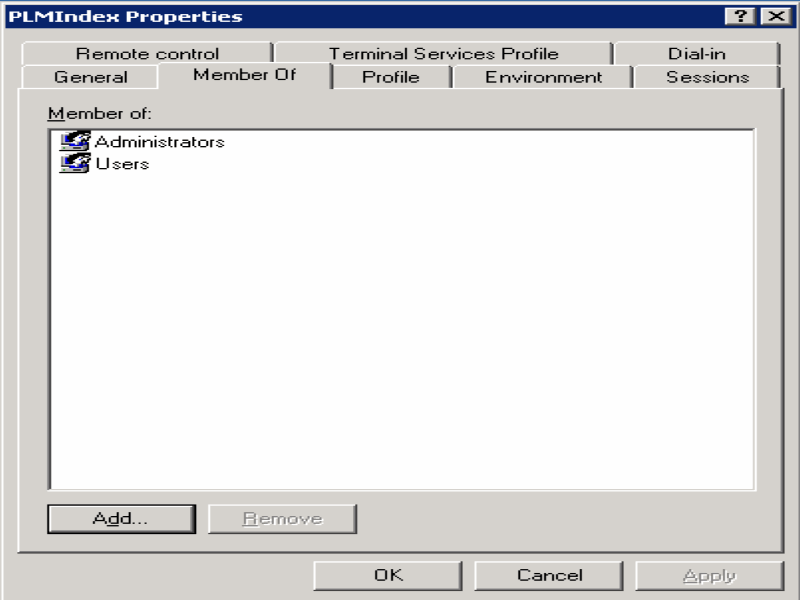 PLMIndex Properties
?
Remote control Terminal Services Profile Dial-in
General Member Of Profile Environment Sessions
Member of:
Administrators
Users
Add... Remove
OK Cancel Apply